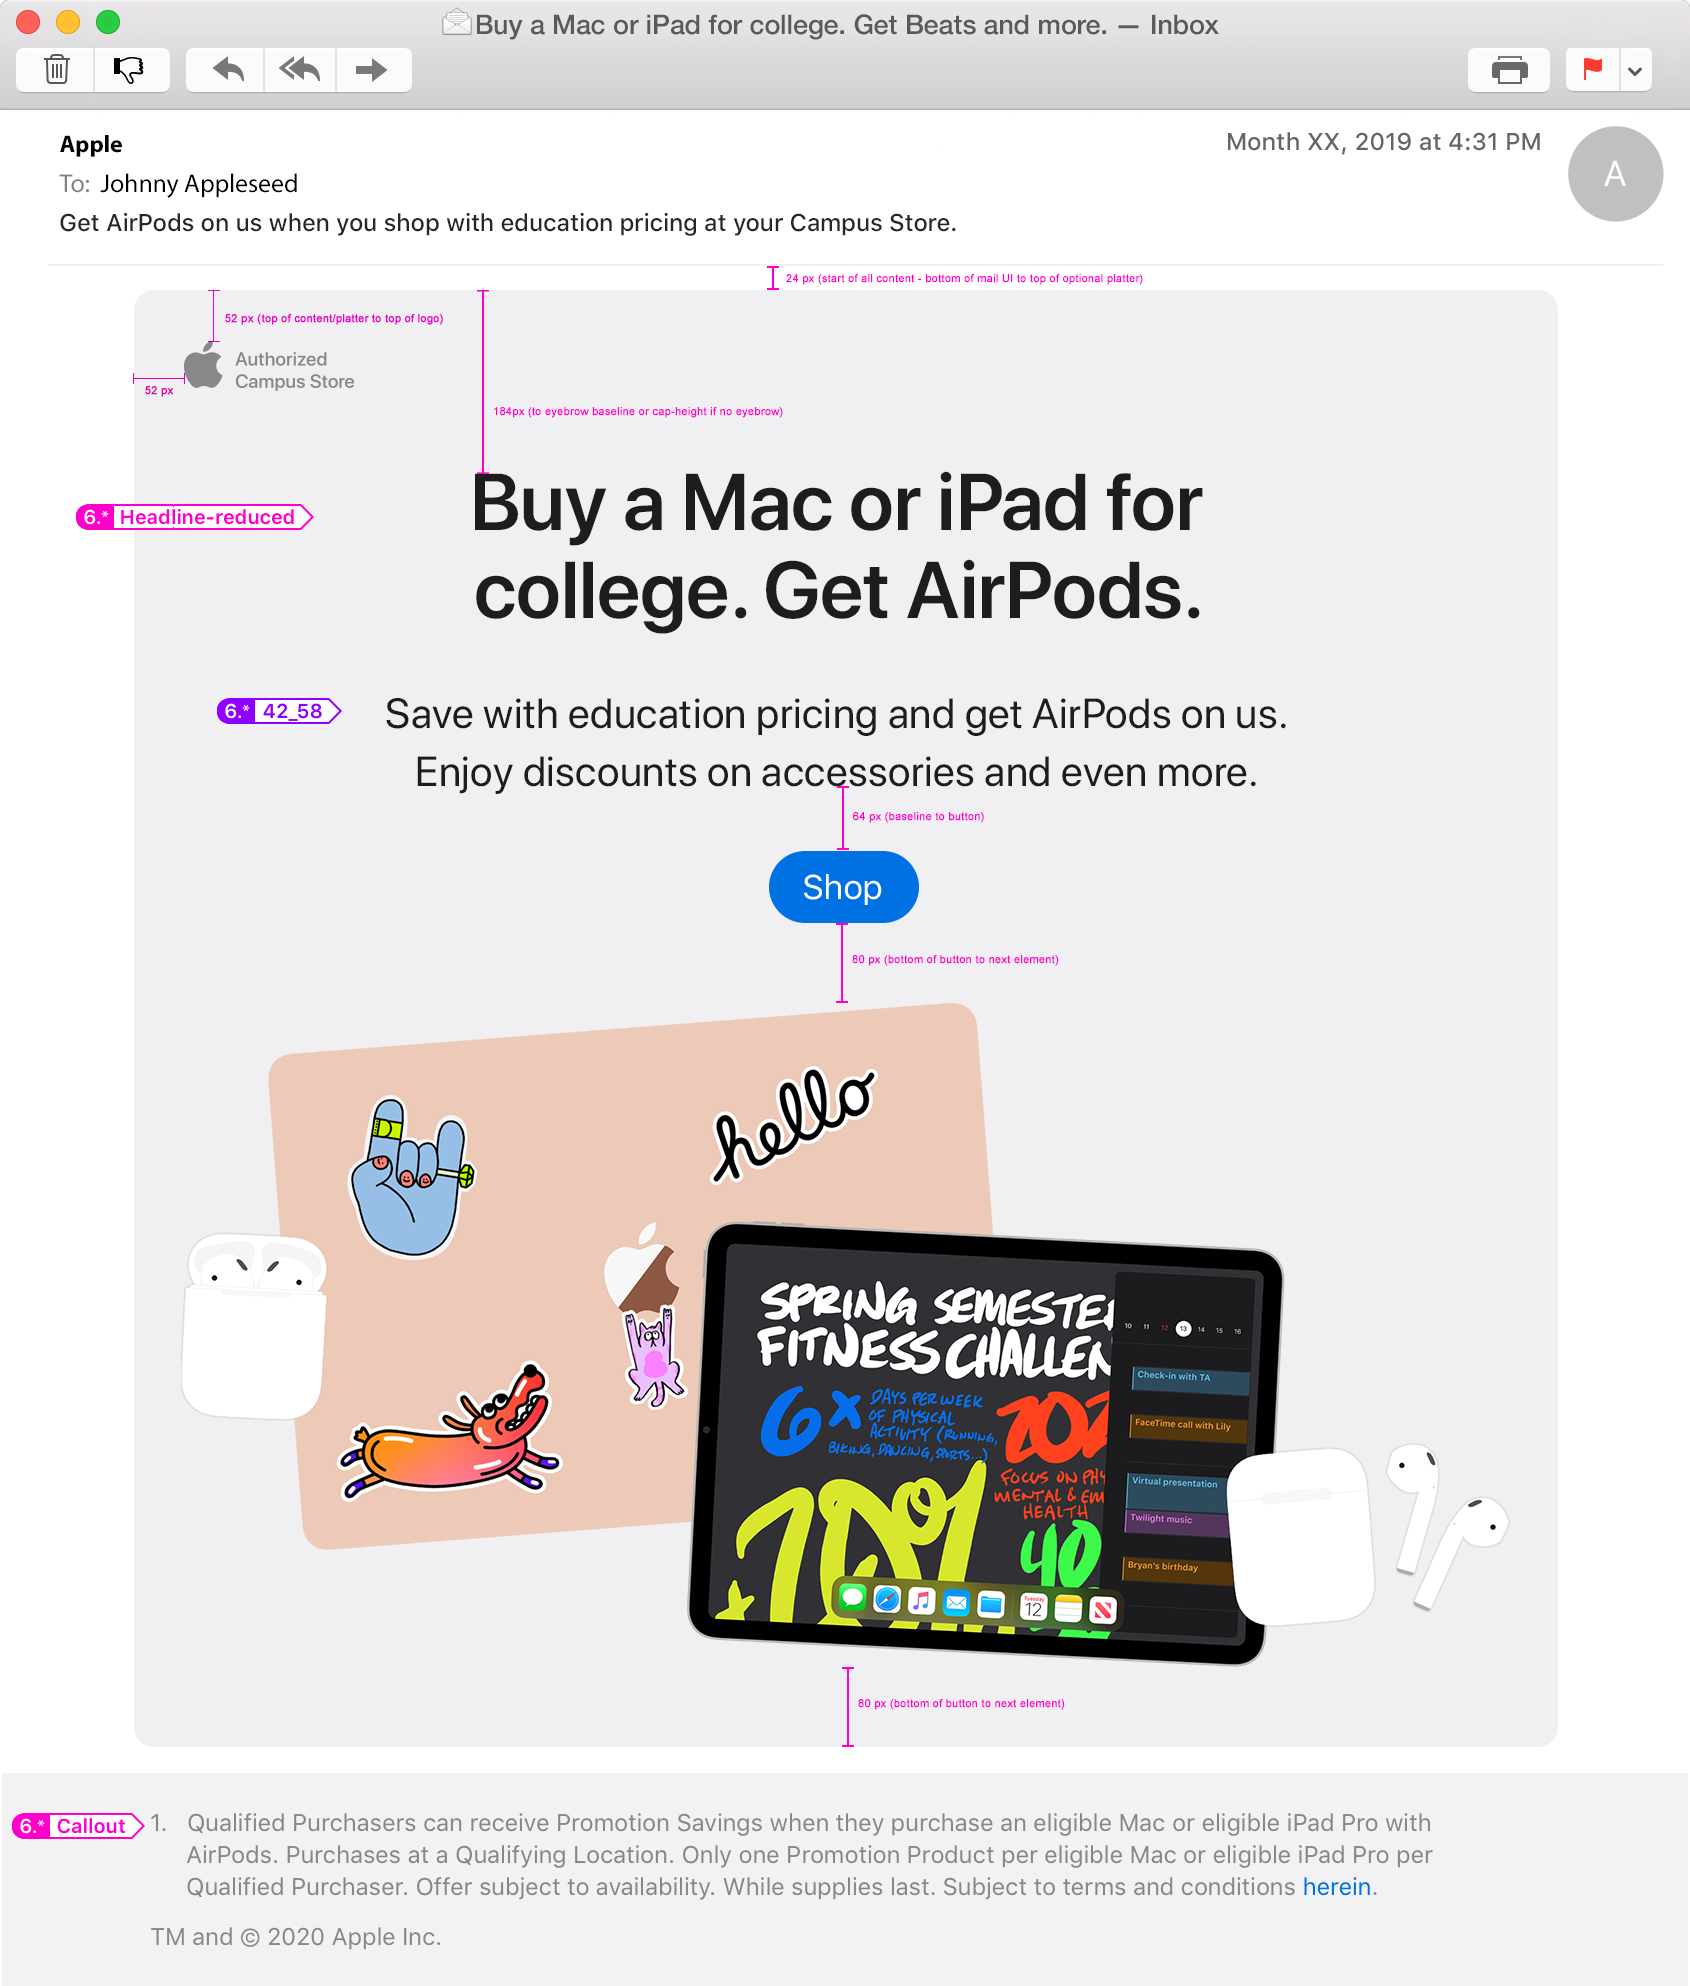 Buy a Mac or iPad for college. Get Beats and more. — Inbox
Apple
Month XX, 2019 at 4:31 PM
A
To: Johnny Appleseed
Get AirPods on us when you shop with education pricing at your Campus Store.
24 px (start of all content - bottom of mail UI to top of optional platter)
52 px (top of content/platter to top of logo)
Authorized
Campus Store
52 px
184px (to eyebrow baseline or cap-height if no eyebrow)
6.* Headline-reduced
Buy a Mac or iPad for
college. Get AirPods.
6.* 42_58
Save with education pricing and get AirPods on us.
Enjoy discounts on accessories and even more.
64 px (baseline to button)
Shop
80 px (bottom of button to next element)
hello
SPRING SEMESTER
FITNESS CHALLEN
10 11 12 13 14 15 16
6X
DAYS PER WEEK
OF PHYSICAL
ACTIVITY (RUNNING,
BIKING, DANCING, SPORTS...)
202
FOCUS ON PHY
MENTAL & EM
HEALTH
40
Check-in with TA
FaceTime call with Lily
Virtual presentation
Twilight music
Bryan's birthday
Tuesday
12
80 px (bottom of button to next element)
6.* Callout
1. Qualified Purchasers can receive Promotion Savings when they purchase an eligible Mac or eligible iPad Pro with
AirPods. Purchases at a Qualifying Location. Only one Promotion Product per eligible Mac or eligible iPad Pro per
Qualified Purchaser. Offer subject to availability. While supplies last. Subject to terms and conditions herein.
TM and © 2020 Apple Inc.